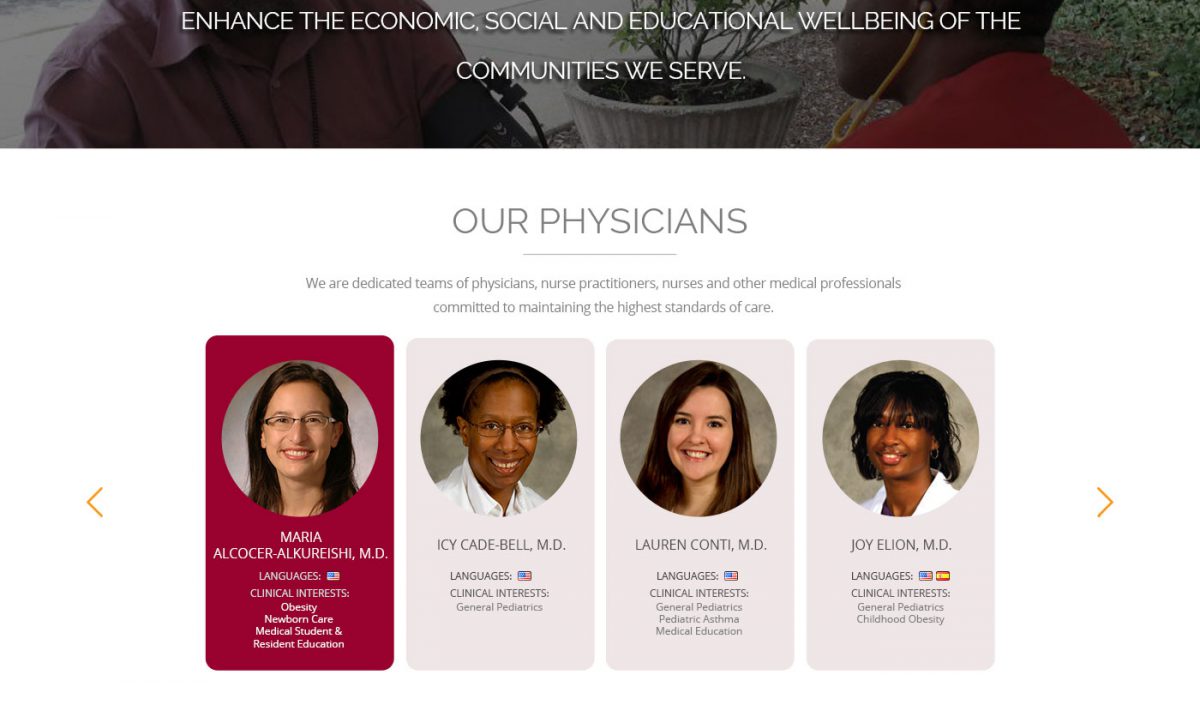 ENHANCE THE ECONOMIC, SOCIAL AND EDUCATIONAL WELLBEING OF THE
COMMUNITIES WE SERVE.
OUR PHYSICIANS
We are dedicated teams of physicians, nurse practitioners, nurses and other medical professionals
committed to maintaining the highest standards of care.
MARIA
ALCOCER-ALKUREISHI, M.D.
LANGUAGES:
CLINICAL INTERESTS:
Obesity
Newborn Care
Medical Student &
Resident Education
ICY CADE-BELL, M.D.
LANGUAGES:
CLINICAL INTERESTS:
General Pediatrics
LAUREN CONTI, M.D.
LANGUAGES:
CLINICAL INTERESTS:
General Pediatrics
Pediatric Asthma
Medical Education
JOY ELION, M.D.
LANGUAGES:
CLINICAL INTERESTS:
General Pediatrics
Childhood Obesity